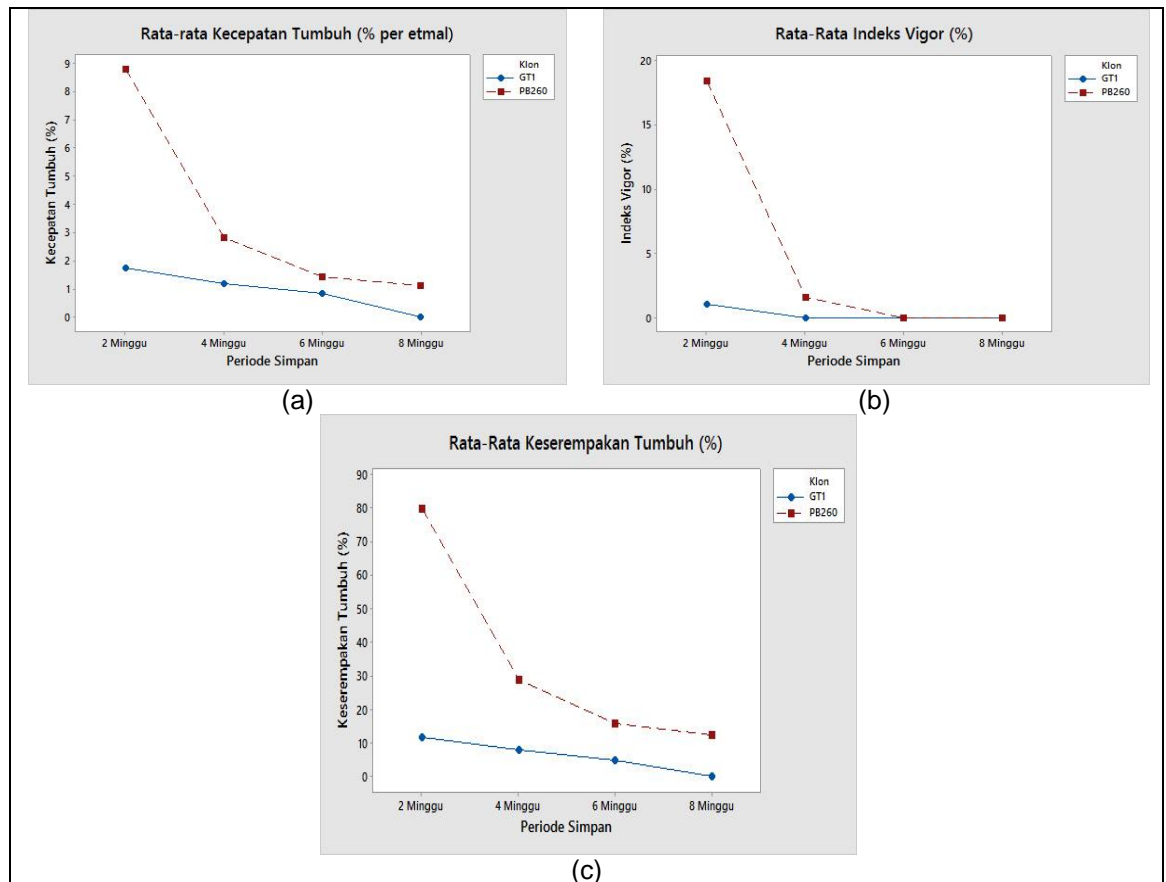 Rata-rata Kecepatan Tumbuh (% per etmal)
Kecepatan Tumbuh (%)
9
8
7
6
5
4
3
2
1
0
2 Minggu 4 Minggu 6 Minggu 8 Minggu
Periode Simpan
Klon
GT1
PB260
(a)
Rata-Rata Indeks Vigor (%)
Indeks Vigor (%)
20
15
10
5
0
2 Minggu 4 Minggu 6 Minggu 8 Minggu
Periode Simpan
Klon
GT1
PB260
(b)
Rata-Rata Keserempakan Tumbuh (%)
Keserempakan Tumbuh (%)
90
80
70
60
50
40
30
20
10
0
2 Minggu 4 Minggu 6 Minggu 8 Minggu
Periode Simpan
Klon
GT1
PB260
(c)